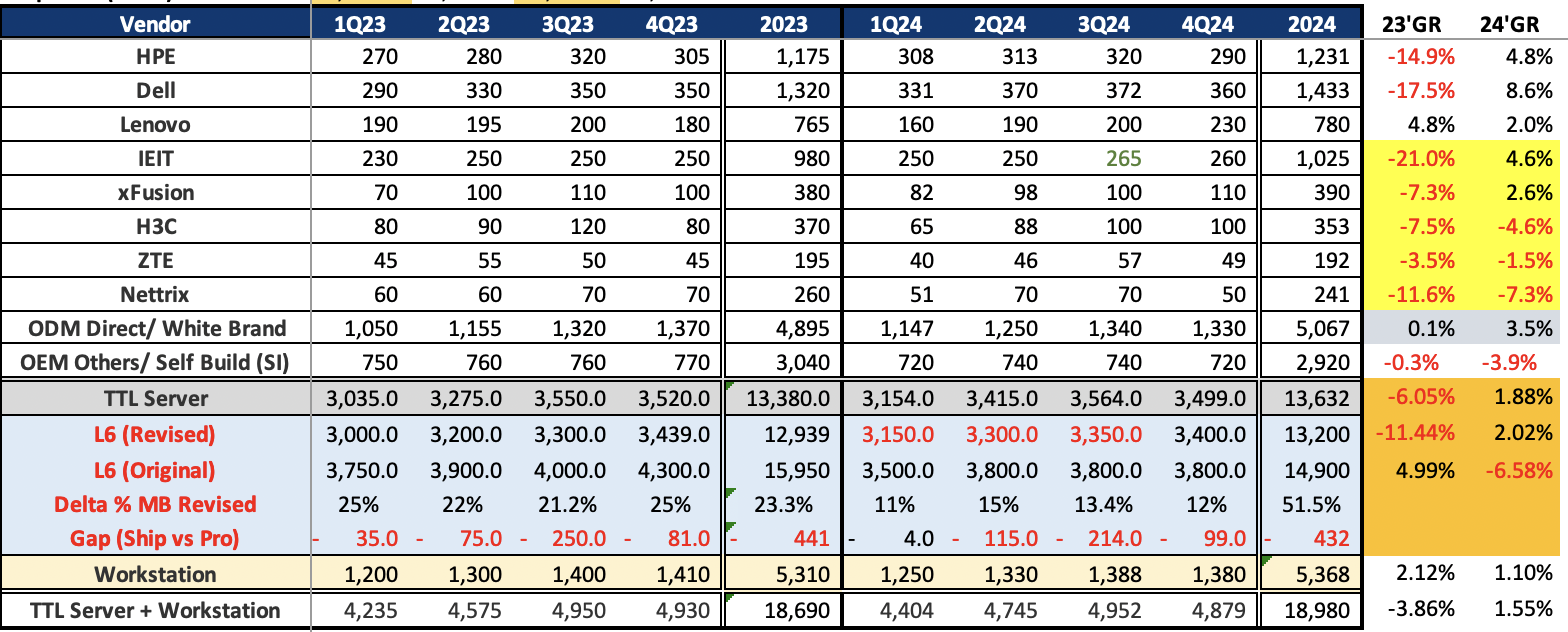 Vendor 1Q23 2Q23 3Q23 4Q23 2023 1Q24 2Q24 3Q24 4Q24 2024 23'GR 24'GR
HPE 270 280 320 305 1,175 308 313 320 290 1,231 -14.9% 4.8%
Dell 290 330 350 350 1,320 331 370 372 360 1,433 -17.5% 8.6%
Lenovo 190 195 200 180 765 160 190 200 230 780 4.8% 2.0%
IEIT 230 250 250 250 980 250 250 265 260 1,025 -21.0% 4.6%
xFusion 70 100 110 100 380 82 98 100 110 390 -7.3% 2.6%
H3C 80 90 120 80 370 65 88 100 100 353 -7.5% -4.6%
ZTE 45 55 50 45 195 40 46 57 49 192 -3.5% -1.5%
Nettrix 60 60 70 70 260 51 70 70 50 241 -11.6% -7.3%
ODM Direct/ White Brand 1,050 1,155 1,320 1,370 4,895 1,147 1,250 1,340 1,330 5,067 0.1% 3.5%
OEM Others/ Self Build (SI) 750 760 760 770 3,040 720 740 740 720 2,920 -0.3% -3.9%
TTL Server 3,035.0 3,275.0 3,550.0 3,520.0 13,380.0 3,154.0 3,415.0 3,564.0 3,499.0 13,632 -6.05% 1.88%
L6 (Revised) 3,000.0 3,200.0 3,300.0 3,439.0 12,939 3,150.0 3,300.0 3,350.0 3,400.0 13,200 -11.44% 2.02%
L6 (Original) 3,750.0 3,900.0 4,000.0 4,300.0 15,950 3,500.0 3,800.0 3,800.0 3,800.0 14,900 4.99% -6.58%
Delta % MB Revised 25% 22% 21.2% 25% 23.3% 11% 15% 13.4% 12% 51.5%
Gap (Ship vs Pro) - 35.0 - 75.0 - 250.0 - 81.0 - 441 - 4.0 - 115.0 - 214.0 - 99.0 - 432
Workstation 1,200 1,300 1,400 1,410 5,310 1,250 1,330 1,388 1,380 5,368 2.12% 1.10%
TTL Server + Workstation 4,235 4,575 4,950 4,930 18,690 4,404 4,745 4,952 4,879 18,980 -3.86% 1.55%